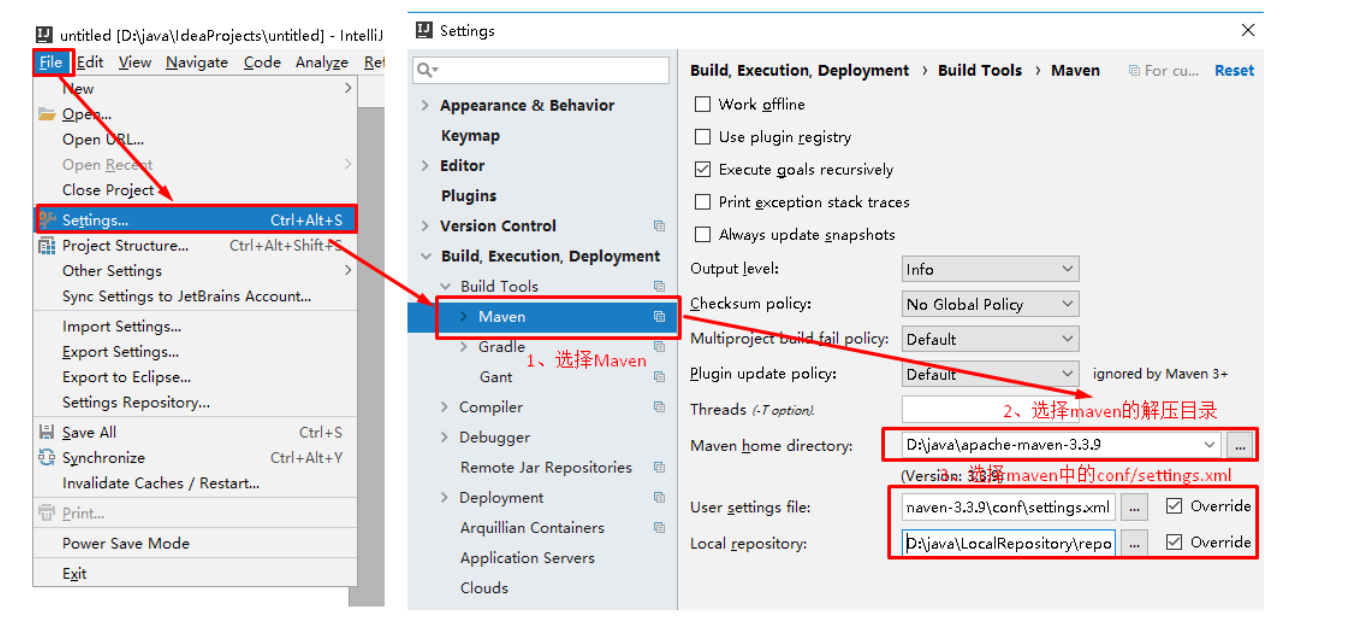 untitled [D:\java\IdeaProjects\untitled] - IntelliJ
File Edit View Navigate Code Analyze Ref
New
Open...
Open URL...
Open Recent
Close Project
Settings... Ctrl+Alt+S
Project Structure... Ctrl+Alt+Shift+S
Other Settings
Sync Settings to JetBrains Account...
Import Settings...
Export Settings...
Export to Eclipse...
Settings Repository...
Save All Ctrl+S
Synchronize Ctrl+Alt+Y
Invalidate Caches / Restart...
Print...
Power Save Mode
Exit
Settings
Appearance & Behavior
Keymap
Editor
Plugins
Version Control
Build, Execution, Deployment
Build Tools
Maven
Gradle
1、选择Maven
Gant
Compiler
Debugger
Remote Jar Repositories
Deployment
Arquillian Containers
Application Servers
Clouds
Build, Execution, Deployment › Build Tools › Maven For cu... Reset
Work offline
Use plugin registry
Execute goals recursively
Print exception stack traces
Always update snapshots
Output level: Info
Checksum policy: No Global Policy
Multiproject build fail policy: Default
Plugin update policy: Default ignored by Maven 3+
Threads (-T option):
2、选择maven的解压目录
Maven home directory: D:\java\apache-maven-3.3.9 ...
(Version: 3.3.9)
3、选择maven中的conf/settings.xml
User settings file: naven-3.3.9\conf\settings.xml ... Override
Local repository: D:\java\LocalRepository\repo ... Override